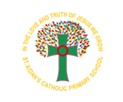 IN THE LOVE AND TRUTH OF JESUS WE GROW
ST AIDAN'S CATHOLIC PRIMARY SCHOOL